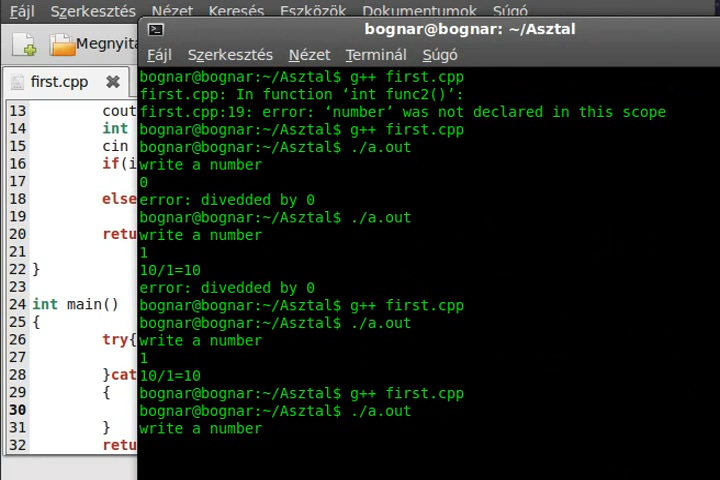 Fájl Szerkesztés Nézet Keresés Eszközök Dokumentumok Súgó
bognar@bognar: ~/Asztal
Fájl Szerkesztés Nézet Terminál Súgó
first.cpp
13 cout
14 int
15 cin
16 if(i
17
18 else
19
20 retu
21
22 }
23
24 int main()
25 {
26 try{
27
28 }cat
29 {
30
31 }
32 retu
bognar@bognar:~/Asztal$ g++ first.cpp
first.cpp: In function ‘int func2()’:
first.cpp:19: error: ‘number’ was not declared in this scope
bognar@bognar:~/Asztal$ g++ first.cpp
bognar@bognar:~/Asztal$ ./a.out
write a number
0
error: divedded by 0
bognar@bognar:~/Asztal$ ./a.out
write a number
1
10/1=10
error: divedded by 0
bognar@bognar:~/Asztal$ g++ first.cpp
bognar@bognar:~/Asztal$ ./a.out
write a number
1
10/1=10
bognar@bognar:~/Asztal$ g++ first.cpp
bognar@bognar:~/Asztal$ ./a.out
write a number